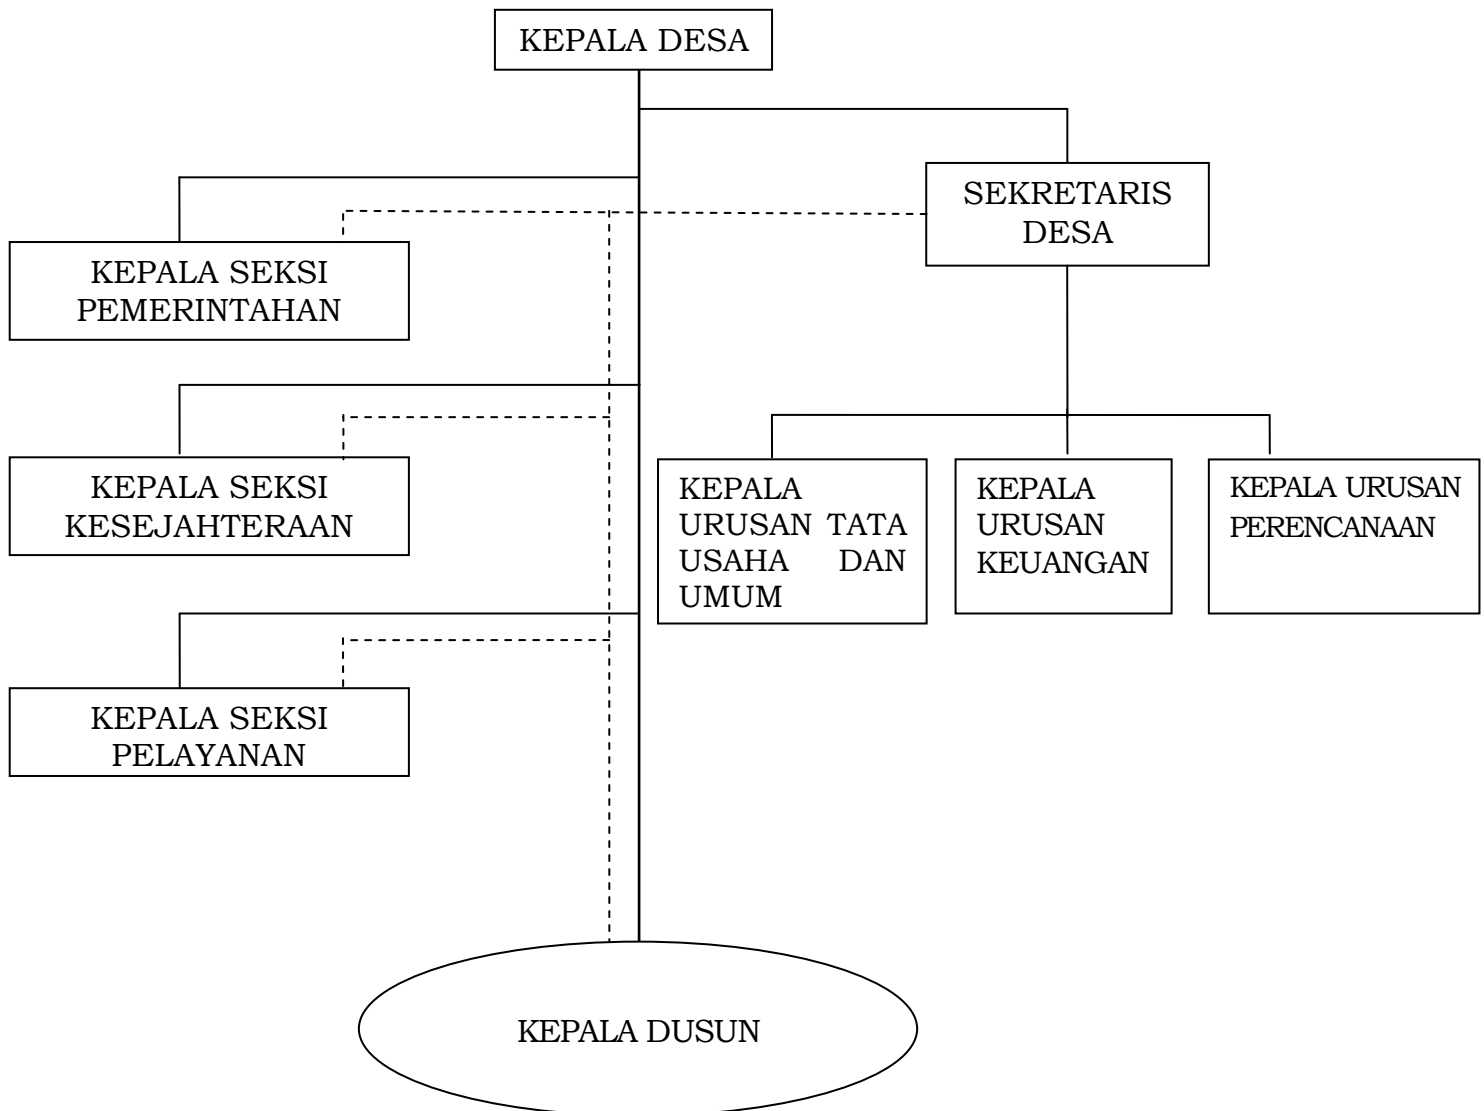 KEPALA DESA
SEKRETARIS
DESA
KEPALA SEKSI
PEMERINTAHAN
KEPALA SEKSI
KESEJAHTERAAN
KEPALA
URUSAN TATA
USAHA DAN
UMUM
KEPALA
URUSAN
KEUANGAN
KEPALA URUSAN
PERENCANAAN
KEPALA SEKSI
PELAYANAN
KEPALA DUSUN